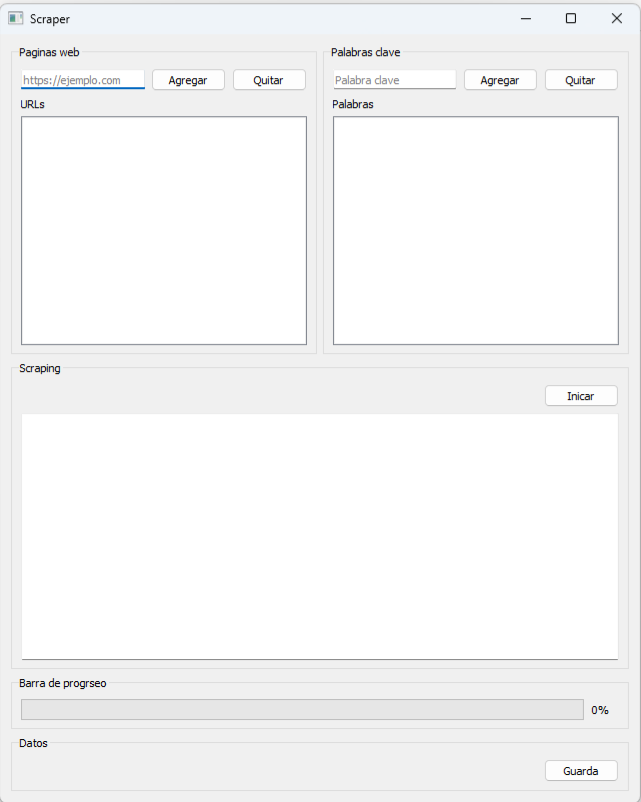 Scraper
Paginas web
https://ejemplo.com
Agregar
Quitar
URLs
Palabras clave
Palabra clave
Agregar
Quitar
Palabras
Scraping
Inicar
Barra de progrseo
0%
Datos
Guarda